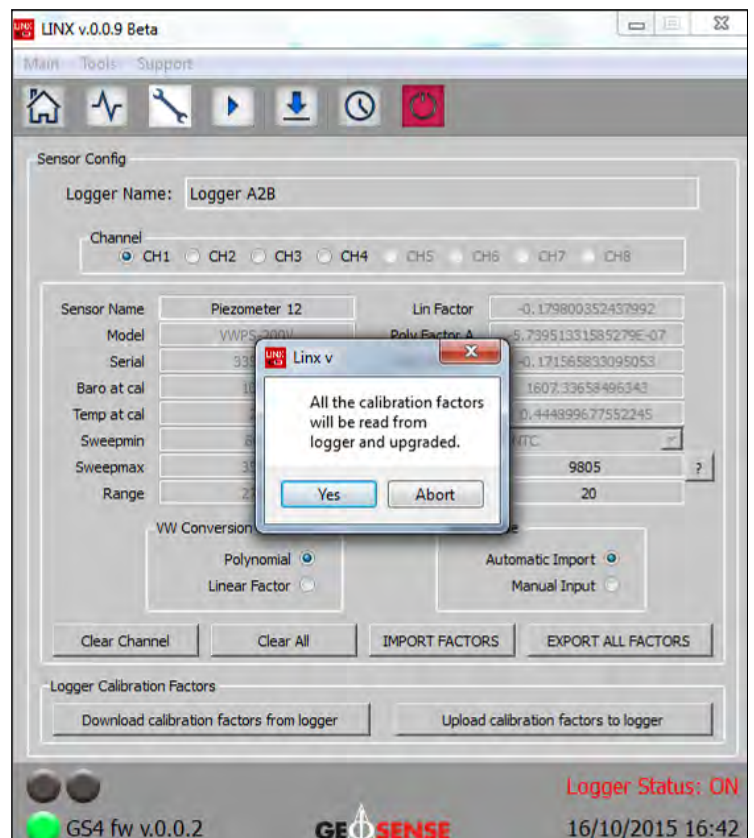 LINX v.0.0.9 Beta
Main Tools Support
Sensor Config
Logger Name: Logger A2B
Channel
CH1 CH2 CH3 CH4 CH5 CH6 CH7 CH8
Sensor Name Piezometer 12 Lin Factor -0.179800352437992
Model VWPS-200V Poly Factor A 5.73951331585279E-07
Serial -0.171565833095053
Baro at cal 1607.33658496343
Temp at cal 0.444899677552245
Sweepmin NTC
Sweepmax 9805 ?
Range 20
LINX Linx v
All the calibration factors
will be read from
logger and upgraded.
Yes Abort
VW Conversion
Polynomial Automatic Import
Linear Factor Manual Input
Clear Channel Clear All IMPORT FACTORS EXPORT ALL FACTORS
Logger Calibration Factors
Download calibration factors from logger Upload calibration factors to logger
Logger Status: ON
GS4 fw v.0.0.2 GEOSENSE 16/10/2015 16:42